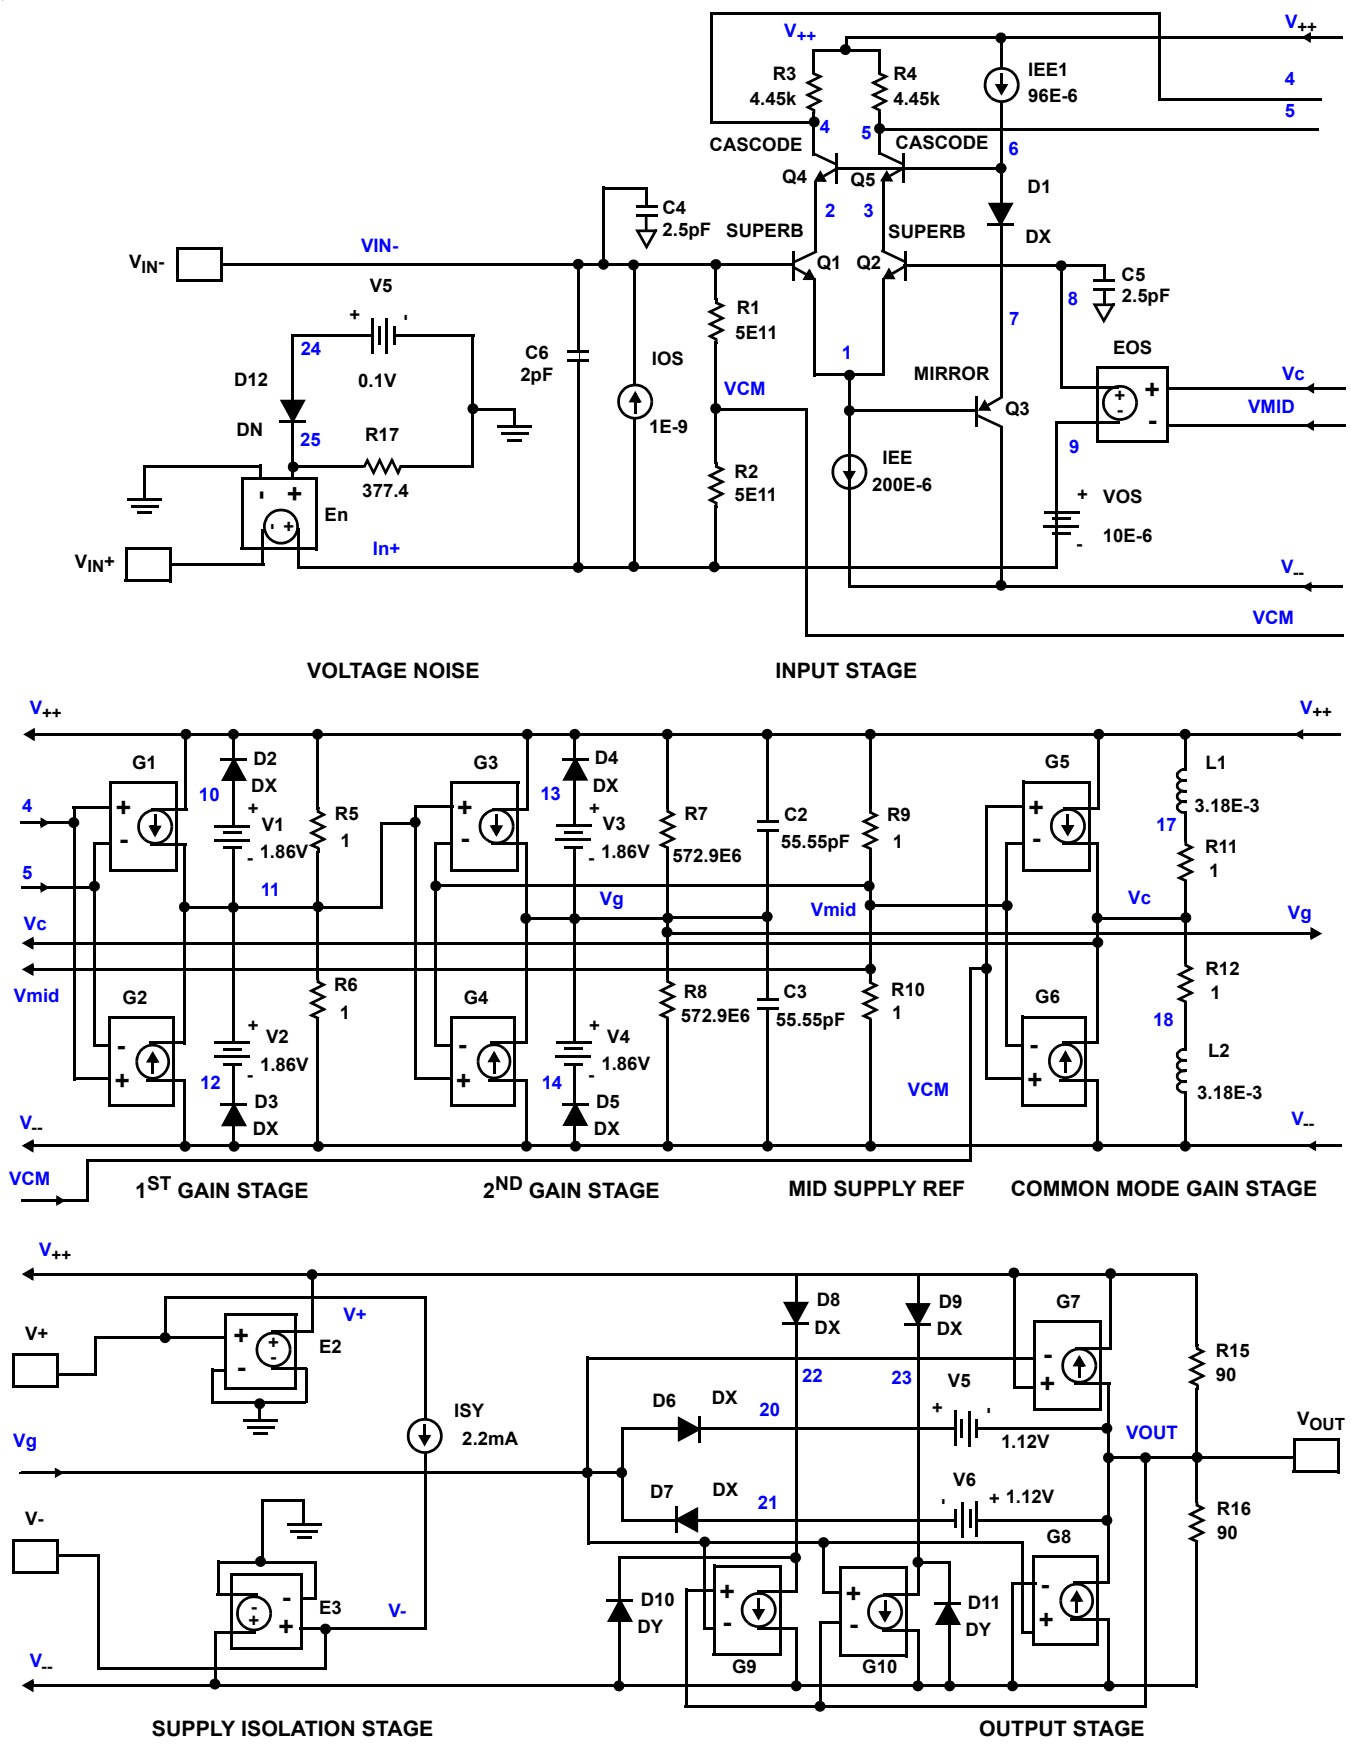 V++
V++
R3
4.45k
R4
4.45k
IEE1
96E-6
4
5
4
5
CASCODE
CASCODE
6
Q4
Q5
D1
DX
2
3
C4
2.5pF
SUPERB
SUPERB
VIN-
VIN-
Q1
Q2
C5
2.5pF
8
7
V5
+ -
R1
5E11
24
0.1V
C6
2pF
IOS
1E-9
1
EOS
D12
DN
VCM
MIRROR
Q3
+
-
+
-
Vc
VMID
25
R17
377.4
9
R2
5E11
IEE
200E-6
- +
En
- +
+
VOS
10E-6
-
VIN+
In+
V--
VCM
VOLTAGE NOISE
INPUT STAGE
V++
V++
G1
D2
DX
10
G3
D4
DX
13
G5
L1
3.18E-3
4
+
-
+
V1
1.86V
-
R5
1
+
-
+
V3
1.86V
-
R7
572.9E6
C2
55.55pF
R9
1
+
-
17
R11
1
5
11
Vg
Vmid
Vc
Vg
Vc
Vmid
G2
R6
1
G4
R8
572.9E6
C3
55.55pF
R10
1
G6
R12
1
18
-
+
+
V2
1.86V
-
12
-
+
+
V4
1.86V
-
14
-
+
L2
3.18E-3
VCM
D3
DX
D5
DX
V--
V--
VCM
1ST GAIN STAGE
2ND GAIN STAGE
MID SUPPLY REF
COMMON MODE GAIN STAGE
V++
V+
V+
+
-
+
-
E2
D8
DX
D9
DX
G7
-
+
R15
90
22
23
D6
DX
20
V5
+ -
1.12V
ISY
2.2mA
Vg
VOUT
VOUT
D7
DX
21
V6
- +
1.12V
V-
R16
90
G8
-
+
-
+
-
+
E3
V-
D10
DY
+
-
G9
+
-
G10
D11
DY
V--
SUPPLY ISOLATION STAGE
OUTPUT STAGE